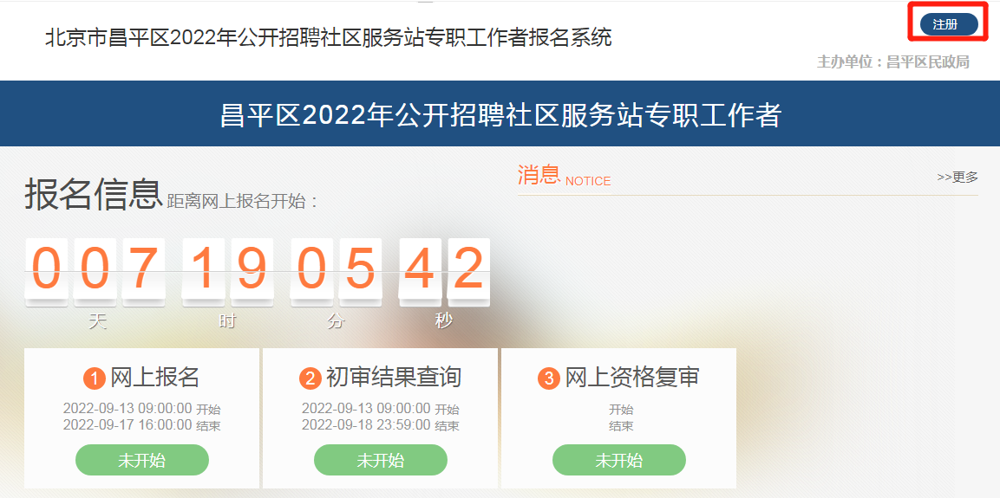 北京市昌平区2022年公开招聘社区服务站专职工作者报名系统
注册
主办单位：昌平区民政局
昌平区2022年公开招聘社区服务站专职工作者
报名信息 距离网上报名开始：
消息 NOTICE
>>更多
007 19 05 42
天 时 分 秒
1 网上报名
2022-09-13 09:00:00 开始
2022-09-17 16:00:00 结束
未开始
2 初审结果查询
2022-09-13 09:00:00 开始
2022-09-18 23:59:00 结束
未开始
3 网上资格复审
开始
结束
未开始